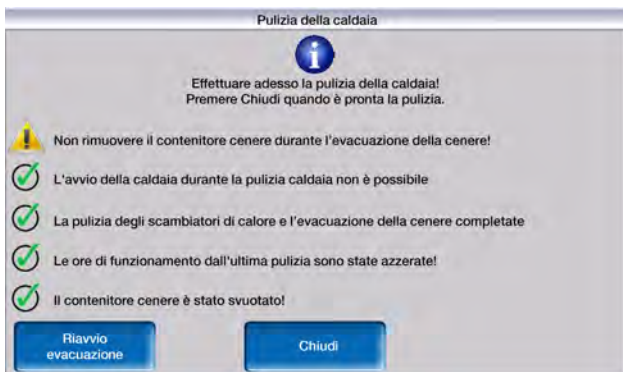 Pulizia della caldaia
Effettuare adesso la pulizia della caldaia!
Premere Chiudi quando è pronta la pulizia.
Non rimuovere il contenitore cenere durante l'evacuazione della cenere!
L'avvio della caldaia durante la pulizia caldaia non è possibile
La pulizia degli scambiatori di calore e l'evacuazione della cenere completate
Le ore di funzionamento dall'ultima pulizia sono state azzerate!
Il contenitore cenere è stato svuotato!
Riavvio
evacuazione
Chiudi